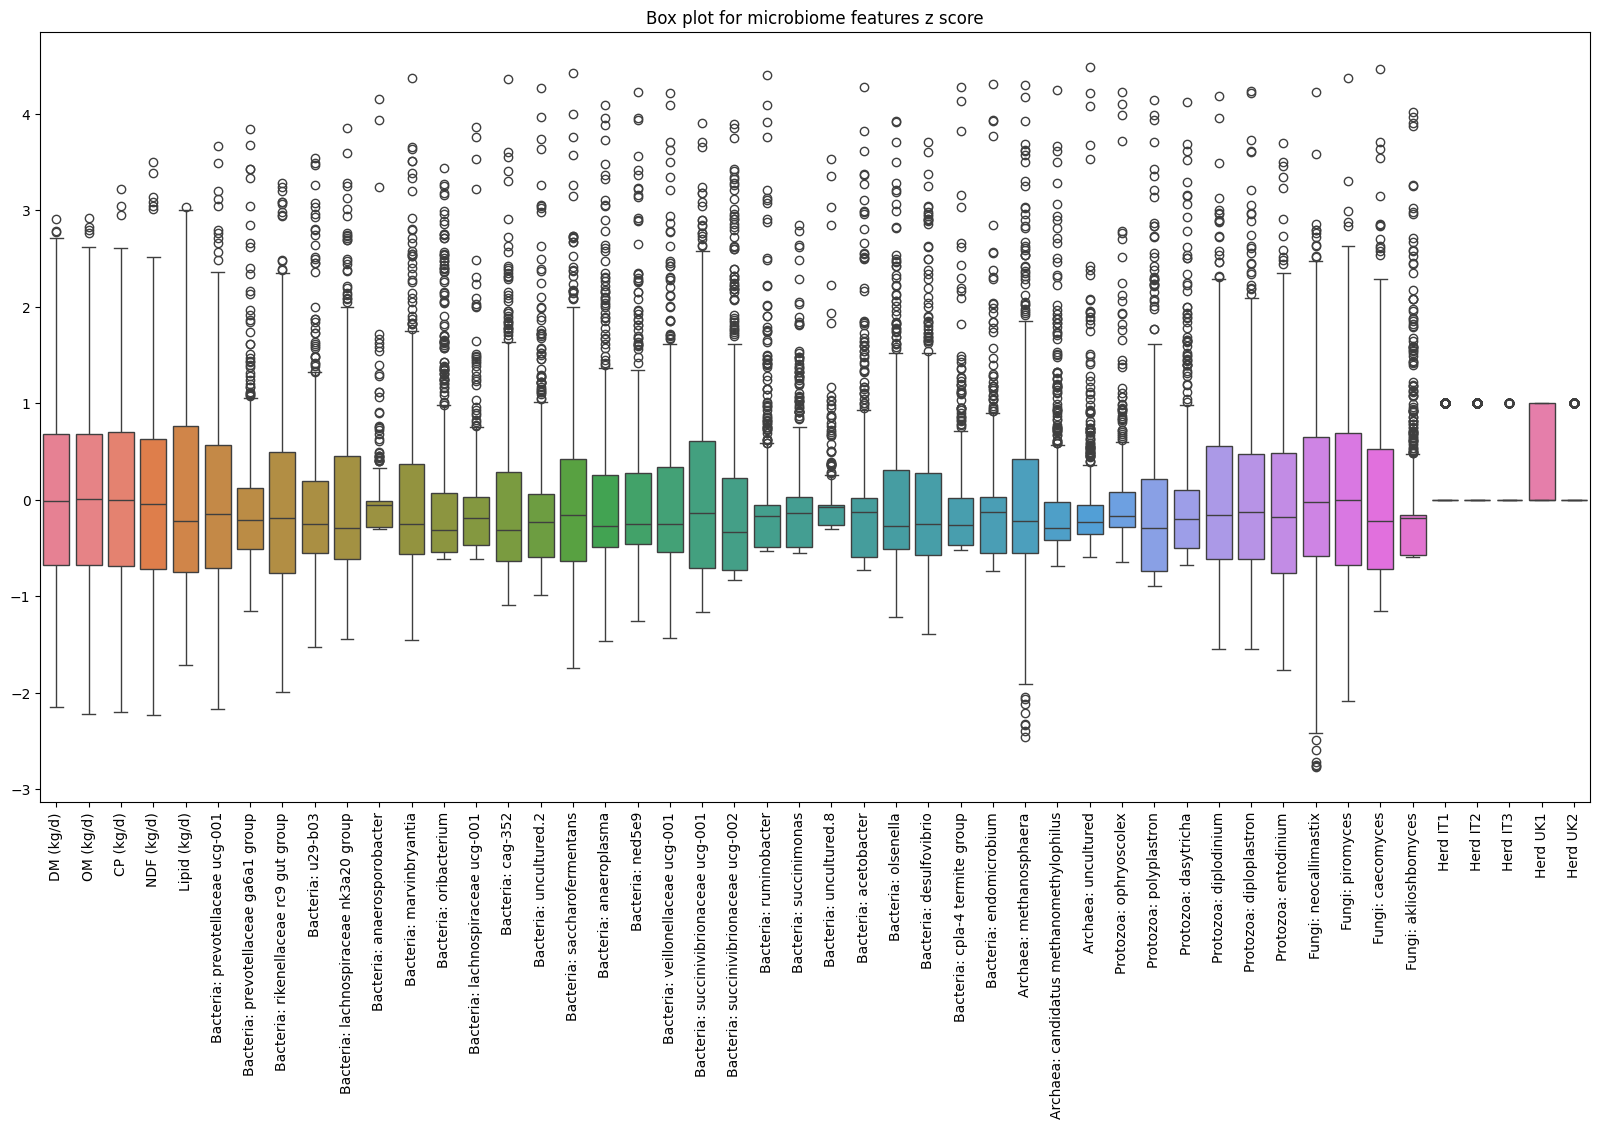 Box plot for microbiome features z score
4
3
2
1
0
−1
−2
−3
DM (kg/d)
OM (kg/d)
CP (kg/d)
NDF (kg/d)
Lipid (kg/d)
Bacteria: prevotellaceae ucg-001
Bacteria: prevotellaceae ga6a1 group
Bacteria: rikenellaceae rc9 gut group
Bacteria: u29-b03
Bacteria: lachnospiraceae nk3a20 group
Bacteria: anaerosporobacter
Bacteria: marvinbryantia
Bacteria: oribacterium
Bacteria: lachnospiraceae ucg-001
Bacteria: cag-352
Bacteria: uncultured.2
Bacteria: saccharofermentans
Bacteria: anaeroplasma
Bacteria: ned5e9
Bacteria: veillonellaceae ucg-001
Bacteria: succinivibrionaceae ucg-001
Bacteria: succinivibrionaceae ucg-002
Bacteria: ruminobacter
Bacteria: succinimonas
Bacteria: uncultured.8
Bacteria: acetobacter
Bacteria: olsenella
Bacteria: desulfovibrio
Bacteria: cpla-4 termite group
Bacteria: endomicrobium
Archaea: methanosphaera
Archaea: candidatus methanomethylophilus
Archaea: uncultured
Protozoa: ophryoscolex
Protozoa: polyplastron
Protozoa: dasytricha
Protozoa: diplodinium
Protozoa: diploplastron
Protozoa: entodinium
Fungi: neocallimastix
Fungi: piromyces
Fungi: caecomyces
Fungi: aklioshbomyces
Herd IT1
Herd IT2
Herd IT3
Herd UK1
Herd UK2